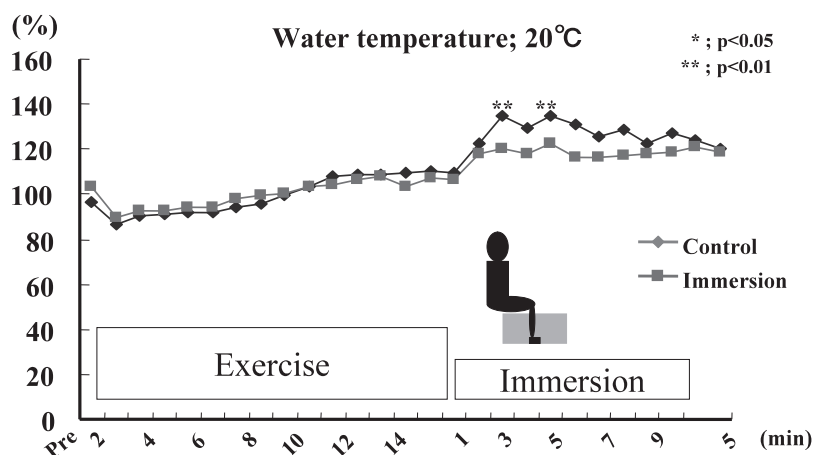 (%)
Water temperature; 20℃
* ; p<0.05
** ; p<0.01
160
140
120
100
80
60
40
20
0
** **
Control
Immersion
Exercise
Immersion
Pre 2 4 6 8 10 12 14 1 3 5 7 9 5 (min)